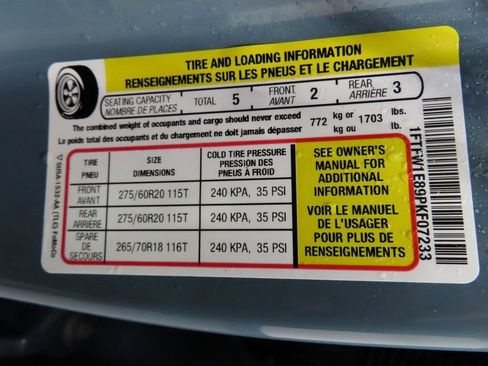 TIRE AND LOADING INFORMATION
RENSEIGNEMENTS SUR LES PNEUS ET LE CHARGEMENT
SEATING CAPACITY
NOMBRE DE PLACES
TOTAL 5
FRONT
AVANT 2
REAR
ARRIÈRE 3
The combined weight of occupants and cargo should never exceed 772 kg or 1703 lbs.
Le poids total des occupants et du chargement ne doit jamais dépasser kg ou lb.
TIRE
PNEU
SIZE
DIMENSIONS
COLD TIRE PRESSURE
PRESSION DES
PNEUS À FROID
FRONT
AVANT
275/60R20 115T
240 KPA, 35 PSI
REAR
ARRIÈRE
275/60R20 115T
240 KPA, 35 PSI
SPARE
DE
SECOURS
265/70R18 116T
240 KPA, 35 PSI
SEE OWNER'S
MANUAL FOR
ADDITIONAL
INFORMATION
VOIR LE MANUEL
DE L'USAGER
POUR PLUS DE
RENSEIGNEMENTS